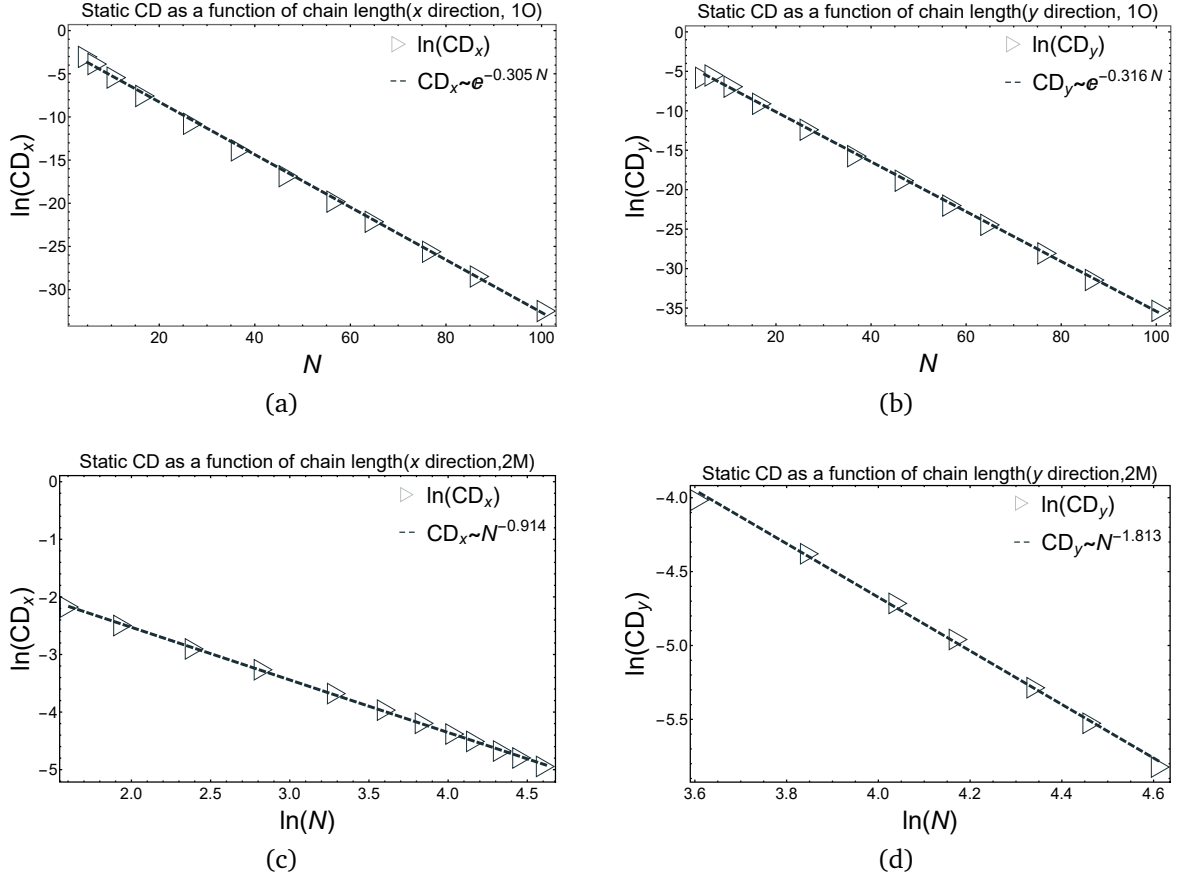 Static CD as a function of chain length(x direction, 1O)
ln(CDₓ)
CDₓ~e^−0.305 N
0
−5
−10
−15
−20
−25
−30
ln(CDₓ)
20 40 60 80 100
N
(a)
Static CD as a function of chain length(y direction, 1O)
ln(CD_y)
CD_y~e^−0.316 N
0
−5
−10
−15
−20
−25
−30
−35
ln(CD_y)
20 40 60 80 100
N
(b)
Static CD as a function of chain length(x direction,2M)
ln(CDₓ)
CDₓ~N^−0.914
0
−1
−2
−3
−4
−5
ln(CDₓ)
2.0 2.5 3.0 3.5 4.0 4.5
ln(N)
(c)
Static CD as a function of chain length(y direction,2M)
ln(CD_y)
CD_y~N^−1.813
−4.0
−4.5
−5.0
−5.5
ln(CD_y)
3.6 3.8 4.0 4.2 4.4 4.6
ln(N)
(d)